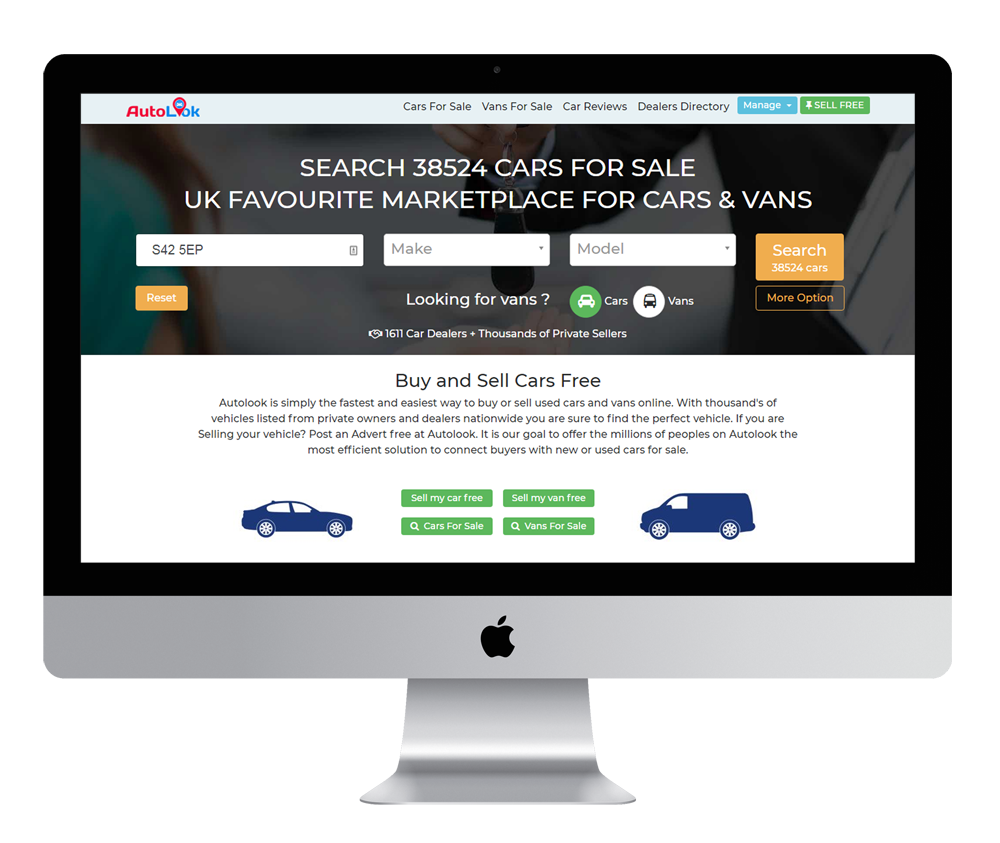 AutoLook
Cars For Sale Vans For Sale Car Reviews Dealers Directory Manage SELL FREE
SEARCH 38524 CARS FOR SALE
UK FAVOURITE MARKETPLACE FOR CARS & VANS
S42 5EP Make Model Search
38524 cars
Reset Looking for vans ? Cars Vans More Option
1611 Car Dealers + Thousands of Private Sellers
Buy and Sell Cars Free
Autolook is simply the fastest and easiest way to buy or sell used cars and vans online. With thousand's of
vehicles listed from private owners and dealers nationwide you are sure to find the perfect vehicle. If you are
Selling your vehicle? Post an Advert free at Autolook. It is our goal to offer the millions of peoples on Autolook the
most efficient solution to connect buyers with new or used cars for sale.
Sell my car free Sell my van free
Cars For Sale Vans For Sale